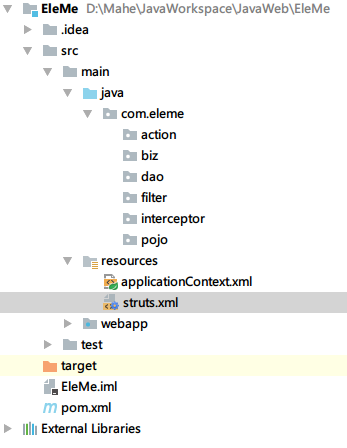 EleMe D:\Mahe\JavaWorkspace\JavaWeb\EleMe
.idea
src
main
java
com.eleme
action
biz
dao
filter
interceptor
pojo
resources
applicationContext.xml
struts.xml
webapp
test
target
EleMe.iml
pom.xml
External Libraries